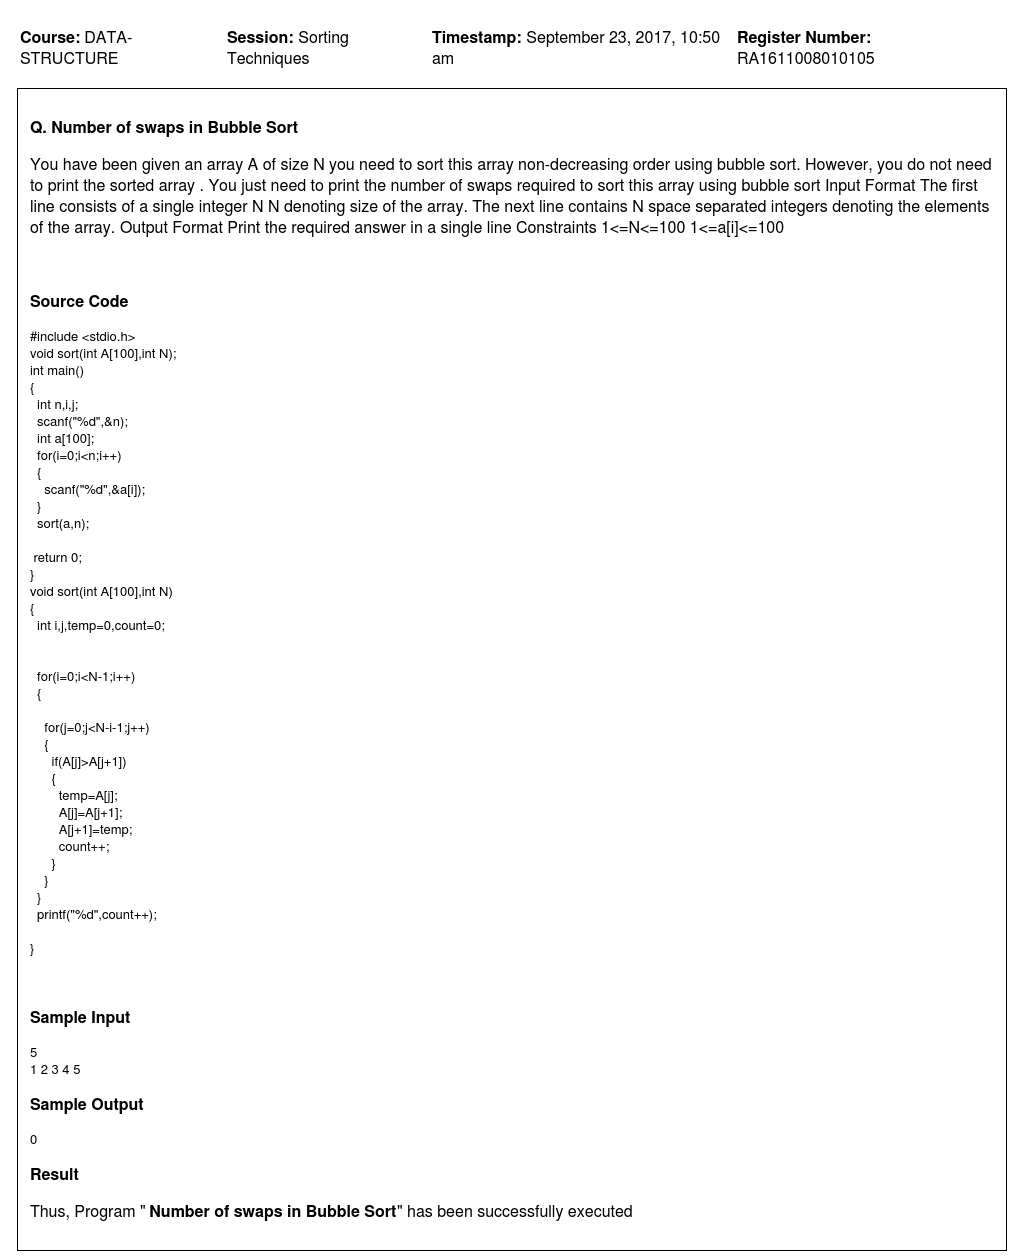 Course: DATA-STRUCTURE
Session: Sorting Techniques
Timestamp: September 23, 2017, 10:50 am
Register Number: RA1611008010105
Q. Number of swaps in Bubble Sort
You have been given an array A of size N you need to sort this array non-decreasing order using bubble sort. However, you do not need
to print the sorted array . You just need to print the number of swaps required to sort this array using bubble sort Input Format The first
line consists of a single integer N N denoting size of the array. The next line contains N space separated integers denoting the elements
of the array. Output Format Print the required answer in a single line Constraints 1<=N<=100 1<=a[i]<=100
Source Code
#include <stdio.h>
void sort(int A[100],int N);
int main()
{
  int n,i,j;
  scanf("%d",&n);
  int a[100];
  for(i=0;i<n;i++)
  {
    scanf("%d",&a[i]);
  }
  sort(a,n);
 return 0;
}
void sort(int A[100],int N)
{
  int i,j,temp=0,count=0;
  for(i=0;i<N-1;i++)
  {
    for(j=0;j<N-i-1;j++)
    {
      if(A[j]>A[j+1])
      {
        temp=A[j];
        A[j]=A[j+1];
        A[j+1]=temp;
        count++;
      }
    }
  }
  printf("%d",count++);
}
Sample Input
5
1 2 3 4 5
Sample Output
0
Result
Thus, Program " Number of swaps in Bubble Sort" has been successfully executed